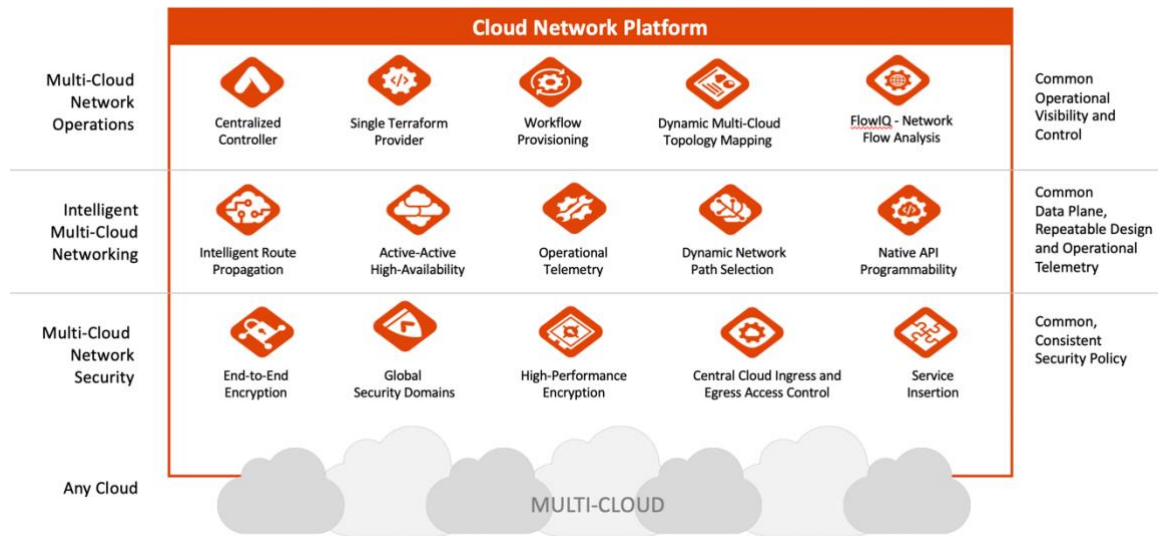 Cloud Network Platform
Multi-Cloud
Network
Operations
Centralized
Controller
Single Terraform
Provider
Workflow
Provisioning
Dynamic Multi-Cloud
Topology Mapping
FlowIQ - Network
Flow Analysis
Common
Operational
Visibility and
Control
Intelligent
Multi-Cloud
Networking
Intelligent Route
Propagation
Active-Active
High-Availability
Operational
Telemetry
Dynamic Network
Path Selection
Native API
Programmability
Common
Data Plane,
Repeatable Design
and Operational
Telemetry
Multi-Cloud
Network
Security
End-to-End
Encryption
Global
Security Domains
High-Performance
Encryption
Central Cloud Ingress and
Egress Access Control
Service
Insertion
Common,
Consistent
Security Policy
Any Cloud
MULTI-CLOUD